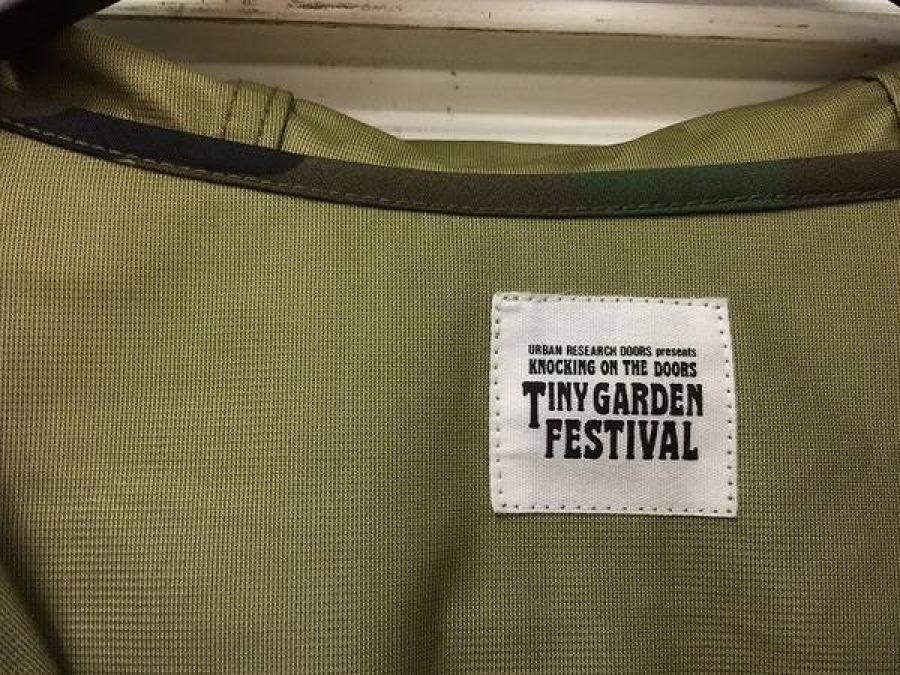 URBAN RESEARCH DOORS presents
KNOCKING ON THE DOORS
TINY GARDEN
FESTIVAL